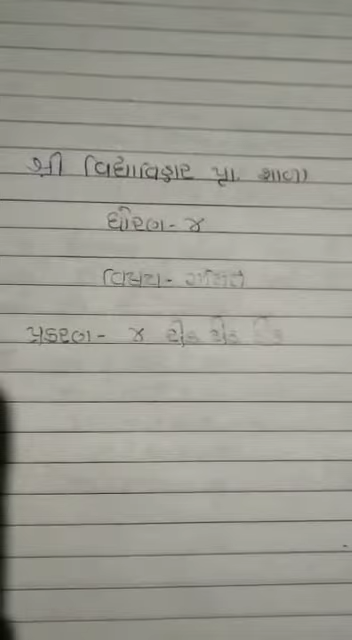 શ્રી વિદ્યાવિહાર પ્રા. શાળા
ધોરણ - ૪
વિષય - ગણિત
પ્રકરણ - ૪ ટીક ટીક ટીક